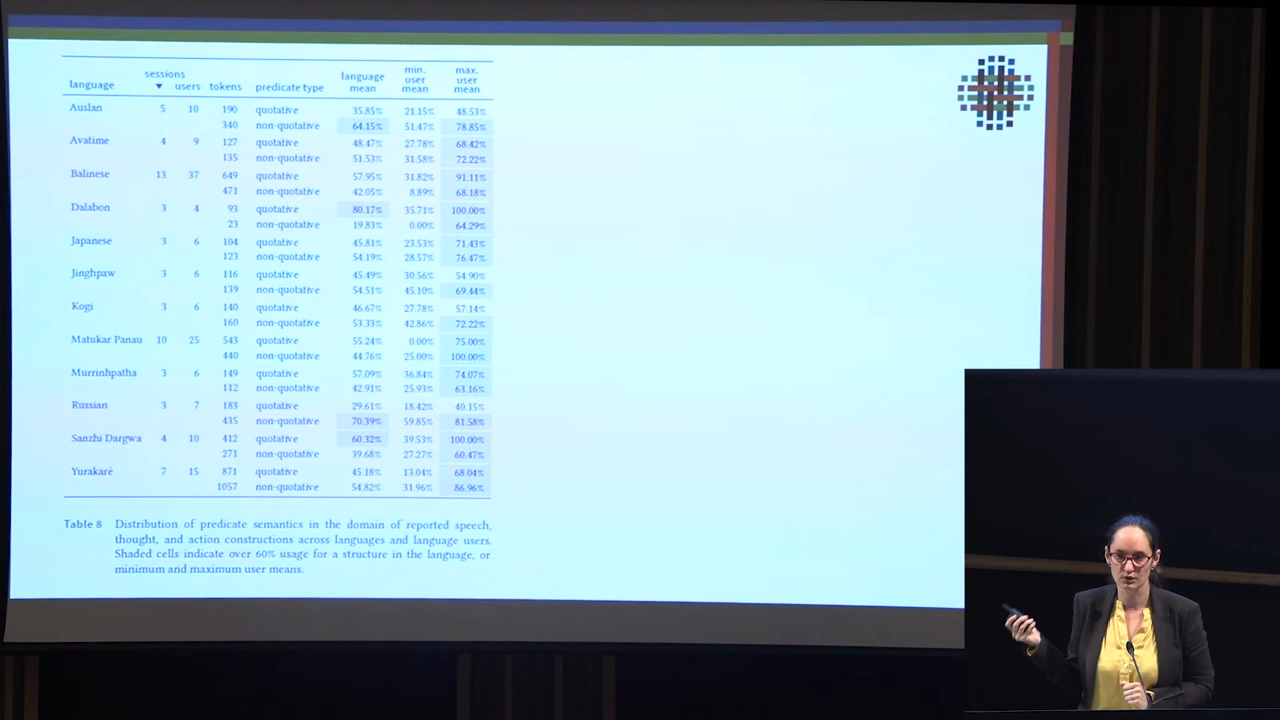 language sessions ▼ users tokens predicate type language mean min. user mean max. user mean
Auslan 5 10 190 quotative 35.85% 21.15% 48.53%
340 non-quotative 64.15% 51.47% 78.85%
Avatime 4 9 127 quotative 48.47% 27.78% 68.42%
135 non-quotative 51.53% 31.58% 72.22%
Balinese 13 37 649 quotative 57.95% 31.82% 91.11%
471 non-quotative 42.05% 8.89% 68.18%
Dalabon 3 4 93 quotative 80.17% 35.71% 100.00%
23 non-quotative 19.83% 0.00% 64.29%
Japanese 3 6 104 quotative 45.81% 23.53% 71.43%
123 non-quotative 54.19% 28.57% 76.47%
Jinghpaw 3 6 116 quotative 45.49% 30.56% 54.90%
139 non-quotative 54.51% 45.10% 69.44%
Kogi 3 6 140 quotative 46.67% 27.78% 57.14%
160 non-quotative 53.33% 42.86% 72.22%
Matukar Panau 10 25 543 quotative 55.24% 0.00% 75.00%
440 non-quotative 44.76% 25.00% 100.00%
Murrinhpatha 3 6 149 quotative 57.09% 36.84% 74.07%
112 non-quotative 42.91% 25.93% 63.16%
Russian 3 7 183 quotative 29.61% 18.42% 40.15%
435 non-quotative 70.39% 59.85% 81.58%
Sanzhi Dargwa 4 10 412 quotative 60.32% 39.53% 100.00%
271 non-quotative 39.68% 27.27% 60.47%
Yurakaré 7 15 871 quotative 45.18% 13.04% 68.04%
1057 non-quotative 54.82% 31.96% 86.96%
Table 8 Distribution of predicate semantics in the domain of reported speech,
thought, and action constructions across languages and language users.
Shaded cells indicate over 60% usage for a structure in the language, or
minimum and maximum user means.